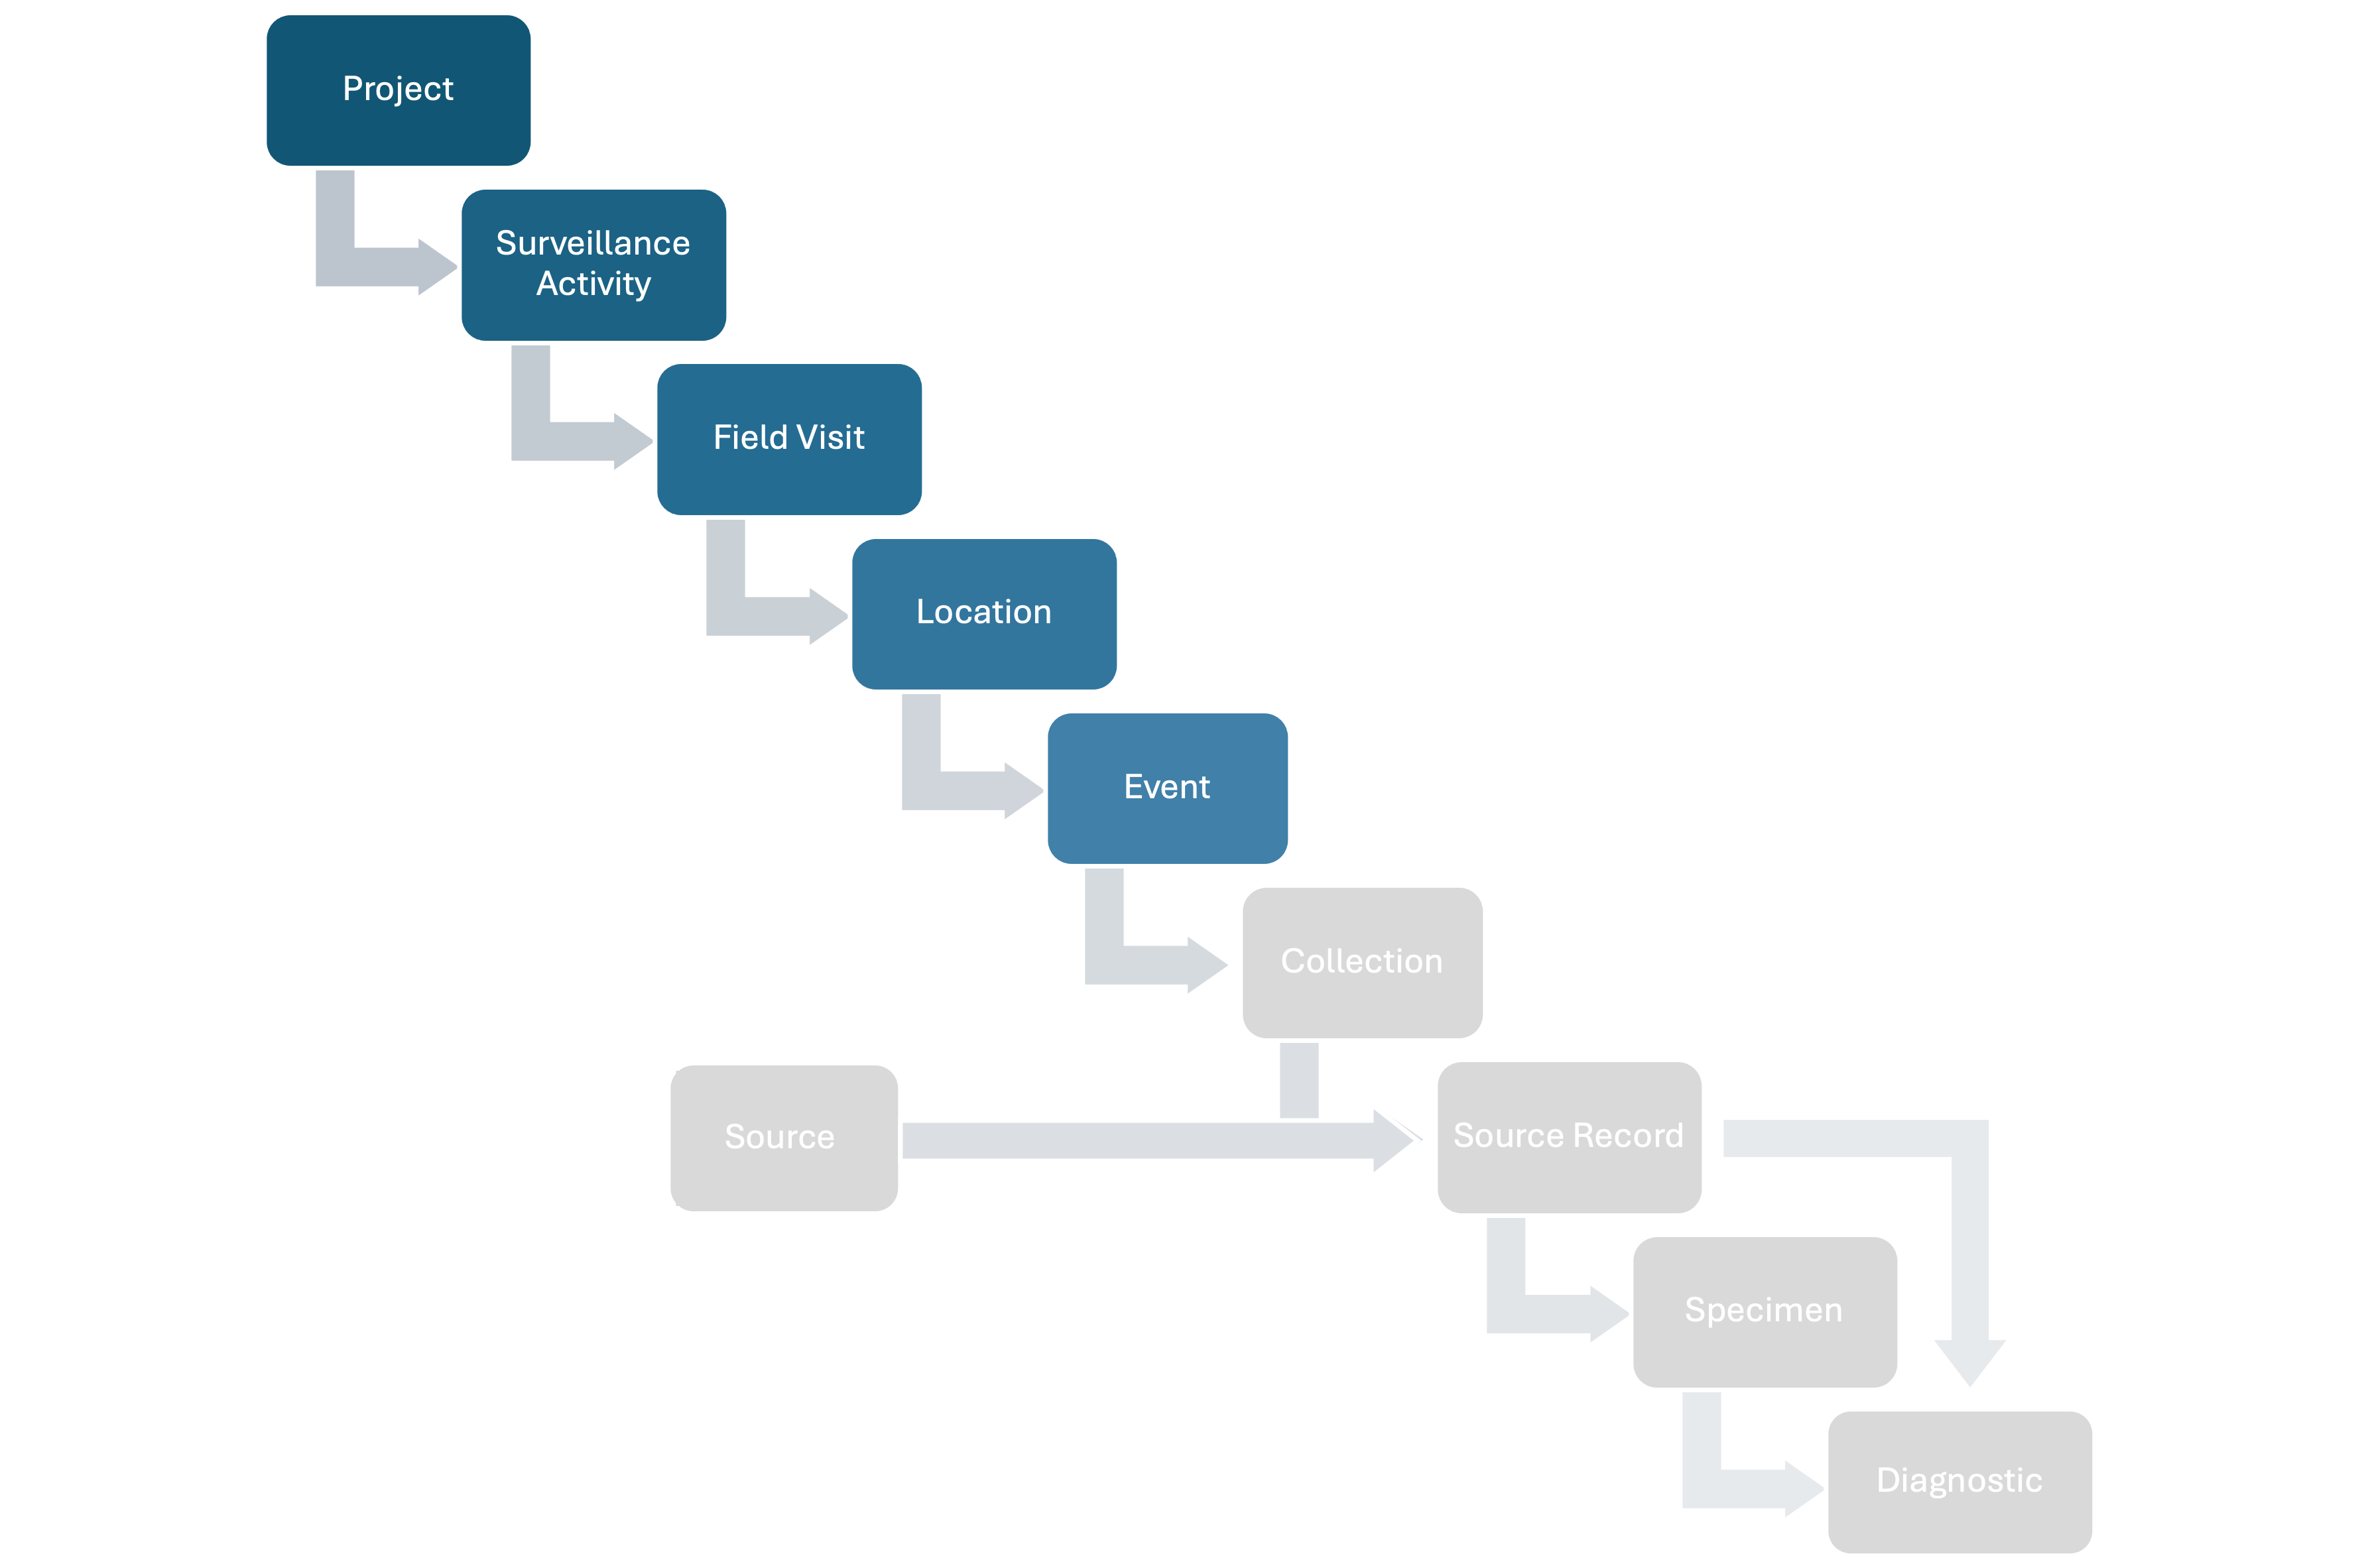 Project
Surveillance
Activity
Field Visit
Location
Event
Collection
Source
Source Record
Specimen
Diagnostic